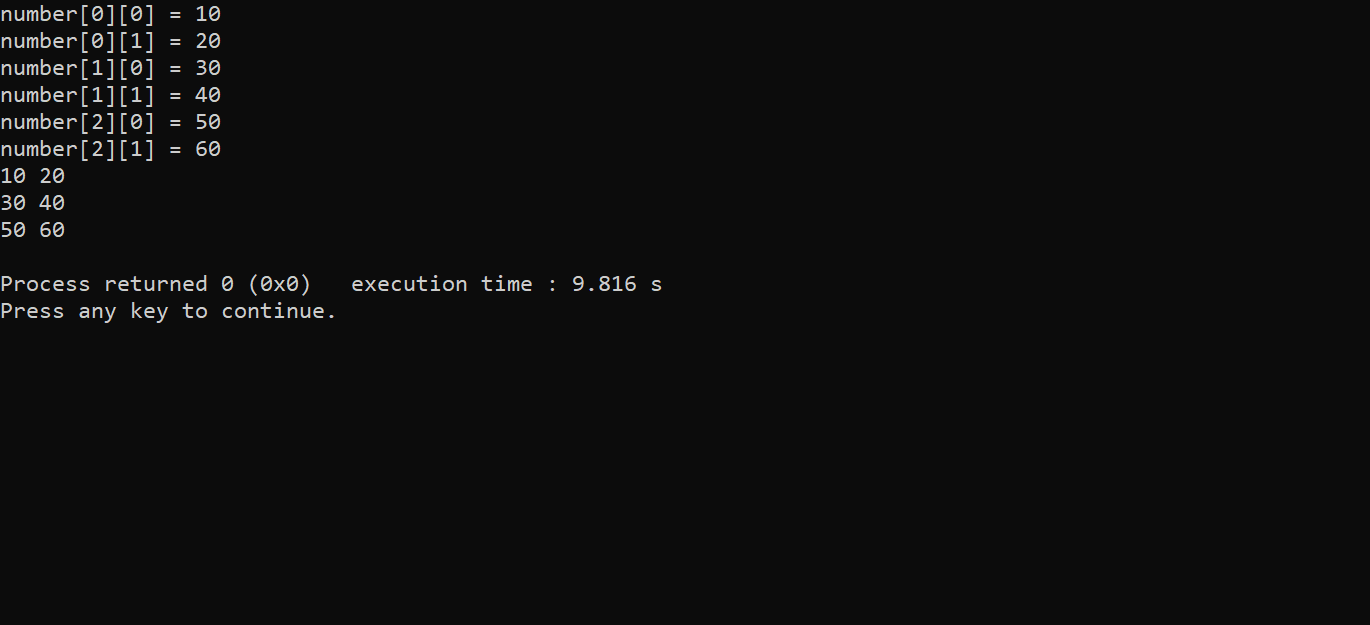 number[0][0] = 10
number[0][1] = 20
number[1][0] = 30
number[1][1] = 40
number[2][0] = 50
number[2][1] = 60
10 20
30 40
50 60
Process returned 0 (0x0)   execution time : 9.816 s
Press any key to continue.